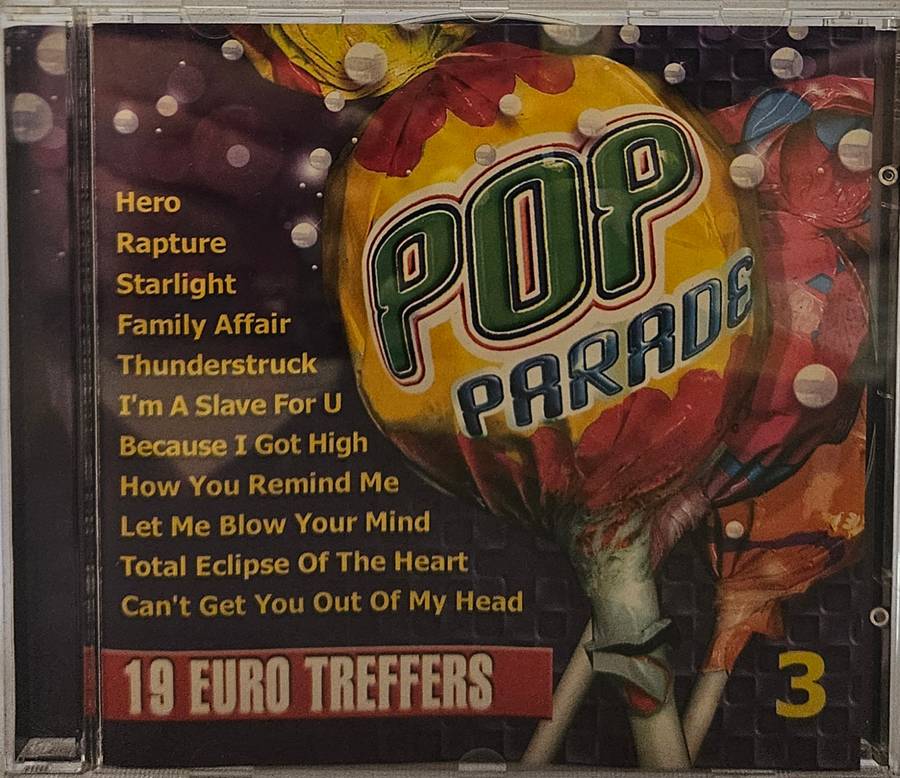 POP
PARADE
Hero
Rapture
Starlight
Family Affair
Thunderstruck
I'm A Slave For U
Because I Got High
How You Remind Me
Let Me Blow Your Mind
Total Eclipse Of The Heart
Can't Get You Out Of My Head
19 EURO TREFFERS
3